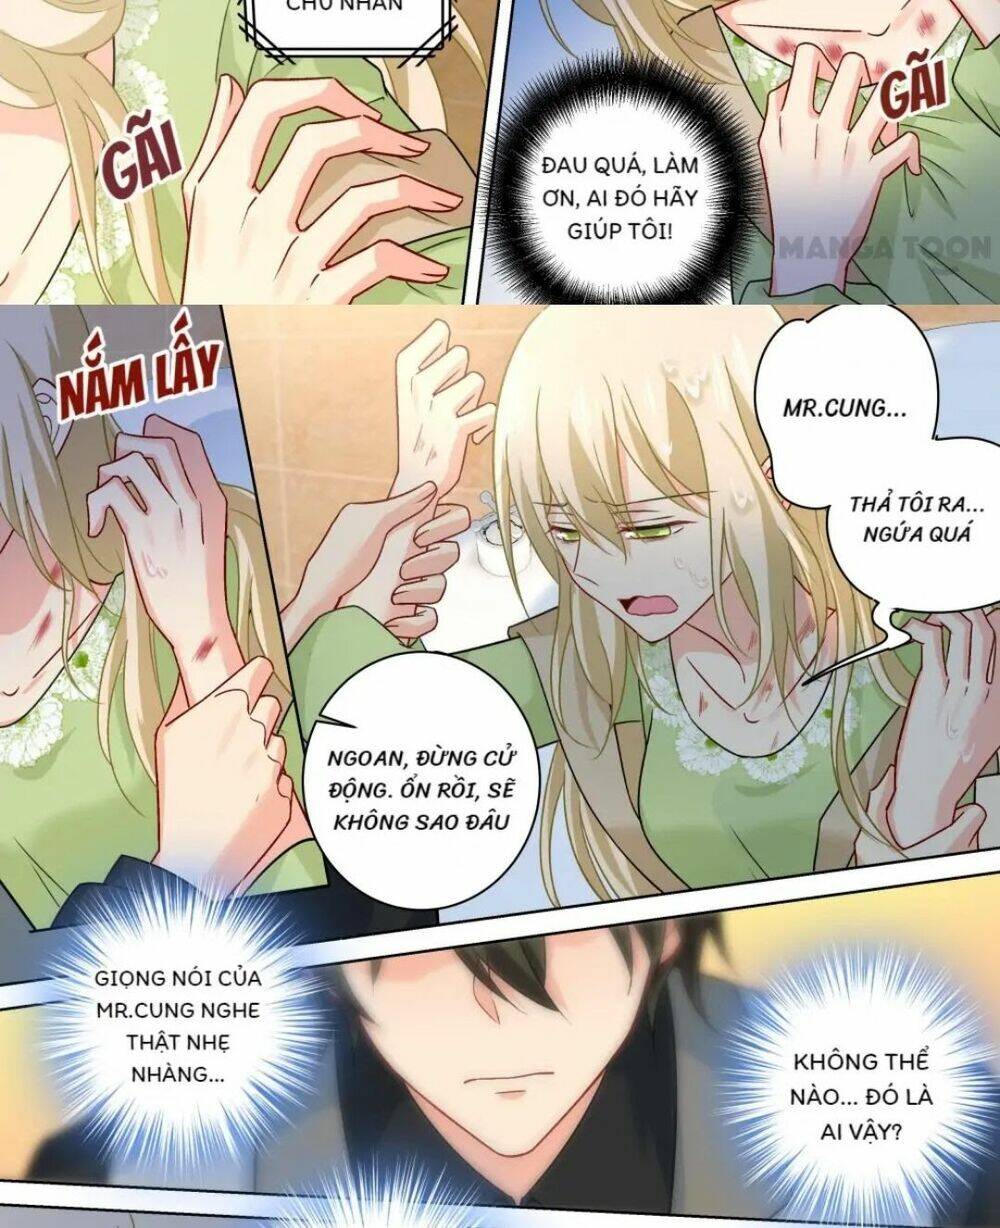 CHỦ NHÂN
GÃI
GÃI
ĐAU QUÁ, LÀM
ƠN, AI ĐÓ HÃY
GIÚP TÔI!
MANGA TOON
NẮM LẤY
MR.CUNG...
THẢ TÔI RA...
NGỨA QUÁ
NGOAN, ĐỪNG CỬ
ĐỘNG. ỔN RỒI, SẼ
KHÔNG SAO ĐÂU
GIỌNG NÓI CỦA
MR.CUNG NGHE
THẬT NHẸ
NHÀNG...
KHÔNG THỂ
NÀO... ĐÓ LÀ
AI VẬY?